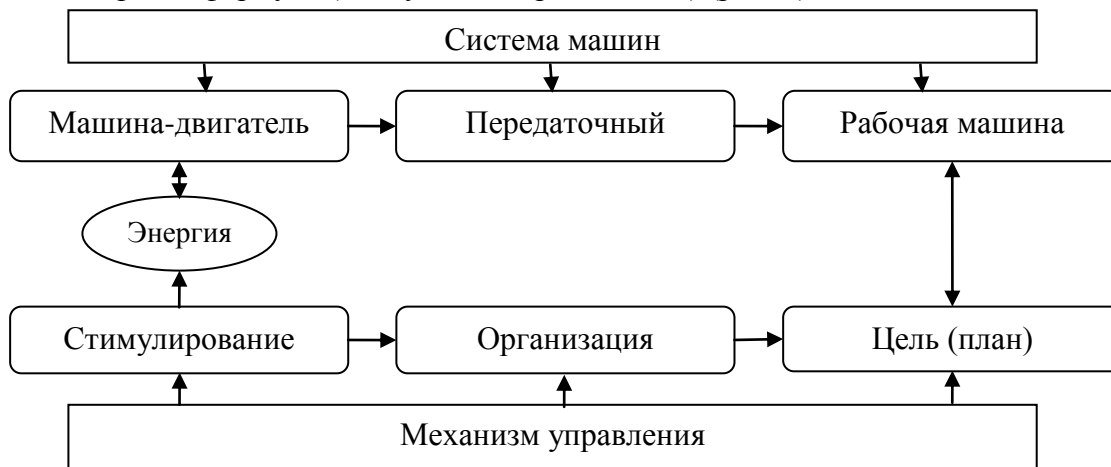 Система машин
Машина-двигатель
Передаточный
Рабочая машина
Энергия
Стимулирование
Организация
Цель (план)
Механизм управления